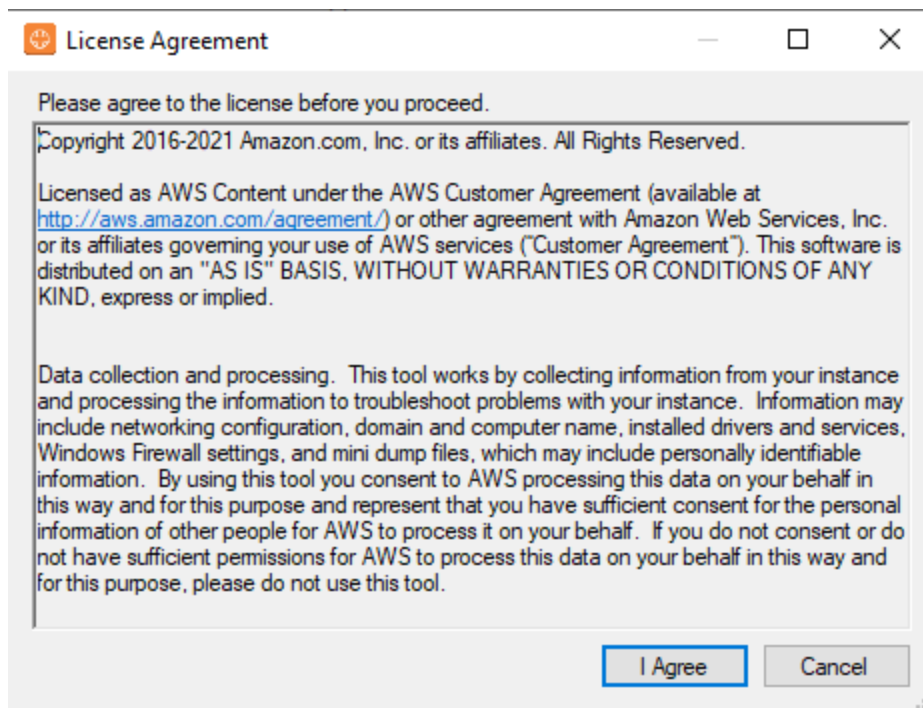 License Agreement
Please agree to the license before you proceed.
Copyright 2016-2021 Amazon.com, Inc. or its affiliates. All Rights Reserved.
Licensed as AWS Content under the AWS Customer Agreement (available at
http://aws.amazon.com/agreement/) or other agreement with Amazon Web Services, Inc.
or its affiliates governing your use of AWS services ("Customer Agreement"). This software is
distributed on an "AS IS" BASIS, WITHOUT WARRANTIES OR CONDITIONS OF ANY
KIND, express or implied.
Data collection and processing.  This tool works by collecting information from your instance
and processing the information to troubleshoot problems with your instance.  Information may
include networking configuration, domain and computer name, installed drivers and services,
Windows Firewall settings, and mini dump files, which may include personally identifiable
information.  By using this tool you consent to AWS processing this data on your behalf in
this way and for this purpose and represent that you have sufficient consent for the personal
information of other people for AWS to process it on your behalf.  If you do not consent or do
not have sufficient permissions for AWS to process this data on your behalf in this way and
for this purpose, please do not use this tool.
I Agree
Cancel